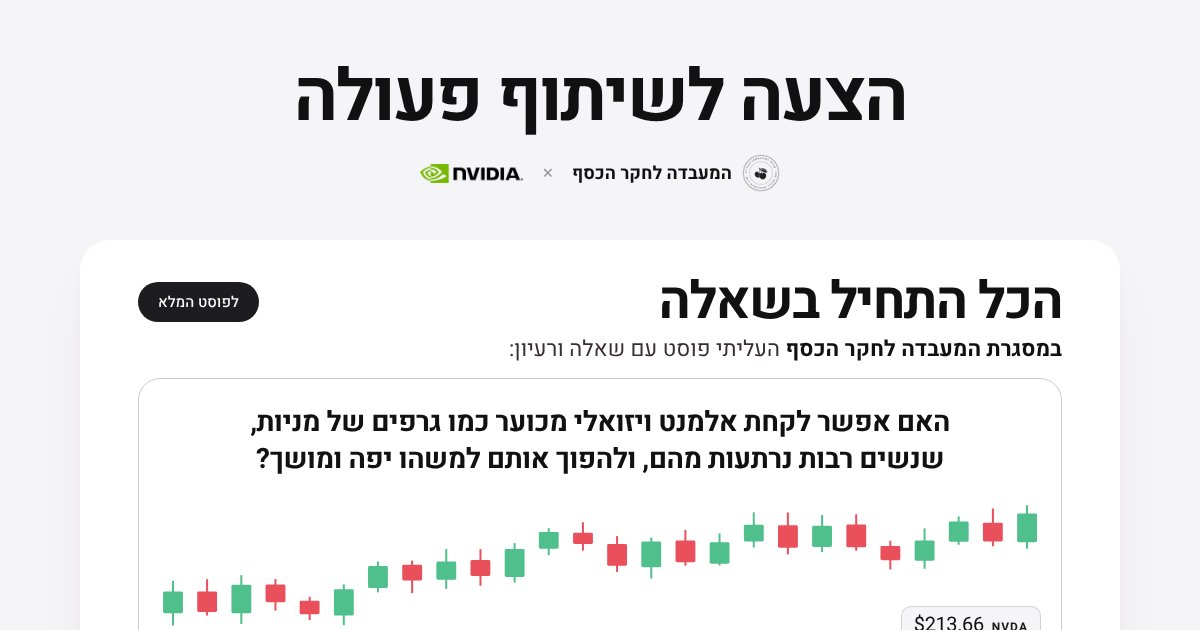 הצעה לשיתוף פעולה
המעבדה לחקר הכסף × NVIDIA.
הכל התחיל בשאלה
לפוסט המלא
במסגרת המעבדה לחקר הכסף העליתי פוסט עם שאלה ורעיון:
האם אפשר לקחת אלמנט ויזואלי מכוער כמו גרפים של מניות,
שנשים רבות נרתעות מהם, ולהפוך אותם למשהו יפה ומושך?
$213.66 NVDA